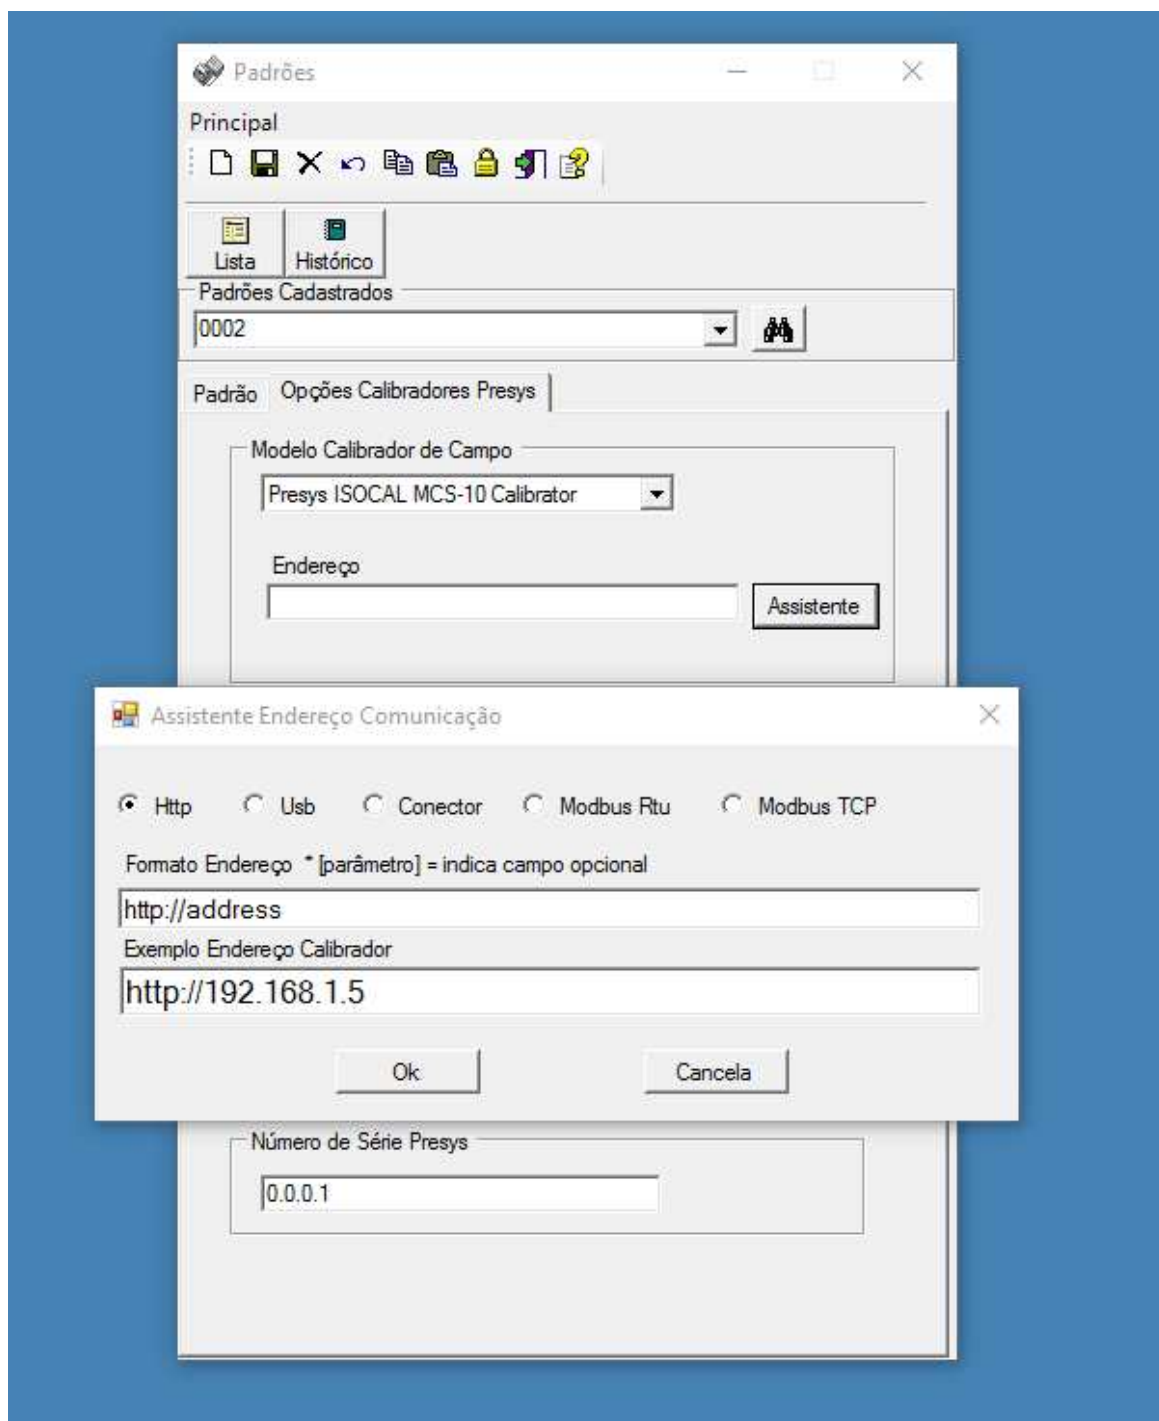 Padrões
Principal
Lista
Histórico
Padrões Cadastrados
0002
Padrão
Opções Calibradores Presys
Modelo Calibrador de Campo
Presys ISOCAL MCS-10 Calibrator
Endereço
Assistente
Assistente Endereço Comunicação
Http Usb Conector Modbus Rtu Modbus TCP
Formato Endereço * [parâmetro] = indica campo opcional
http://address
Exemplo Endereço Calibrador
http://192.168.1.5
Ok Cancela
Número de Série Presys
0.0.0.1